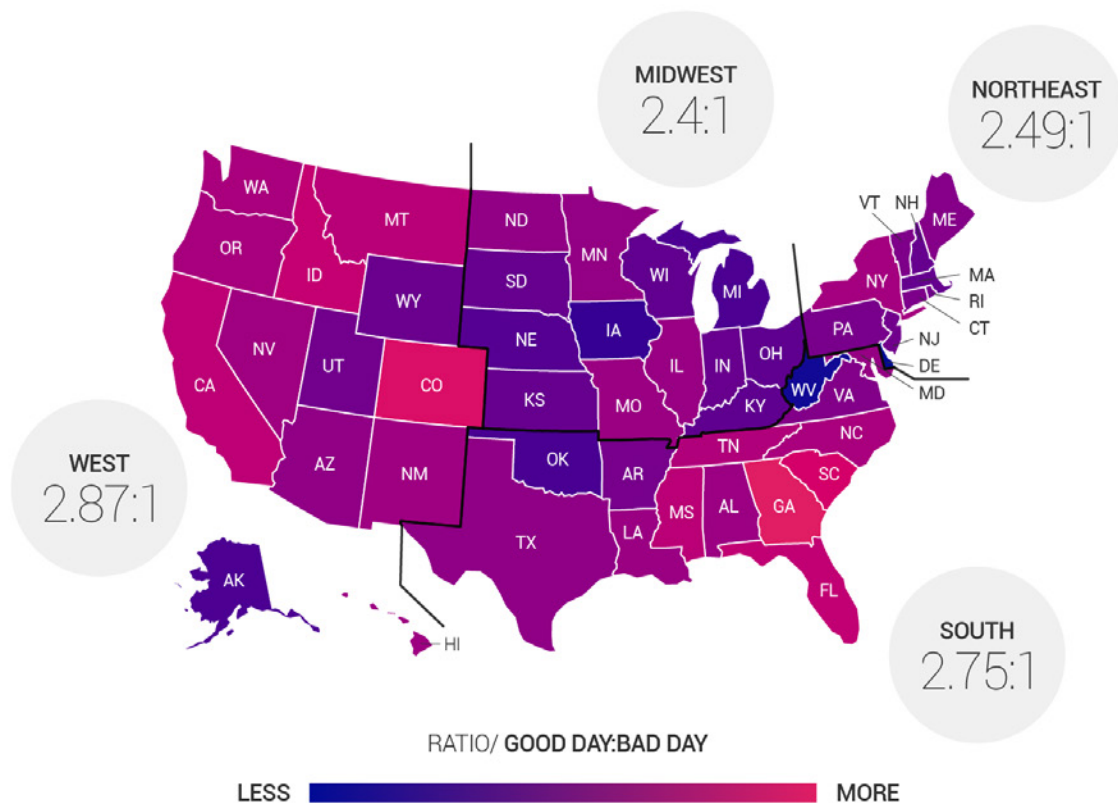 MIDWEST
2.4:1
NORTHEAST
2.49:1
WA
MT
ND
MN
VT
NH
ME
OR
ID
WY
SD
WI
MI
NY
MA
RI
CT
NV
UT
NE
IA
PA
NJ
CA
CO
KS
MO
IL
IN
OH
WV
VA
DE
MD
KY
WEST
2.87:1
AZ
NM
OK
AR
TN
NC
SC
MS
AL
GA
TX
LA
FL
AK
HI
SOUTH
2.75:1
RATIO/ GOOD DAY:BAD DAY
LESS
MORE